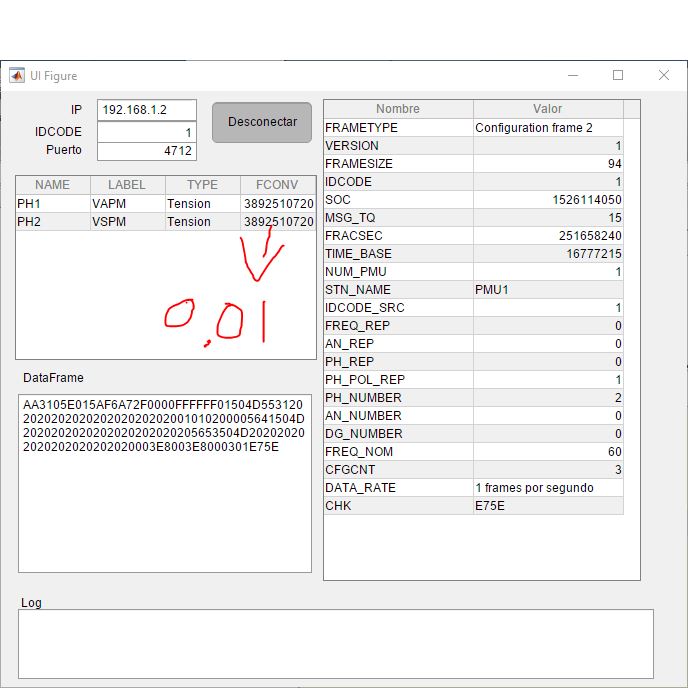 UI Figure
IP 192.168.1.2
IDCODE 1
Puerto 4712
Desconectar
NAME LABEL TYPE FCONV
PH1 VAPM Tension 3892510720
PH2 VSPM Tension 3892510720
0.01
DataFrame
AA3105E015AF6A72F0000FFFFFF01504D553120
202020202020202020202001010200005641504D
2020202020202020202020205653504D20202020
202020202020202020003E8003E8000301E75E
Nombre Valor
FRAMETYPE Configuration frame 2
VERSION 1
FRAMESIZE 94
IDCODE 1
SOC 1526114050
MSG_TQ 15
FRACSEC 251658240
TIME_BASE 16777215
NUM_PMU 1
STN_NAME PMU1
IDCODE_SRC 1
FREQ_REP 0
AN_REP 0
PH_REP 0
PH_POL_REP 1
PH_NUMBER 2
AN_NUMBER 0
DG_NUMBER 0
FREQ_NOM 60
CFGCNT 3
DATA_RATE 1 frames por segundo
CHK E75E
Log